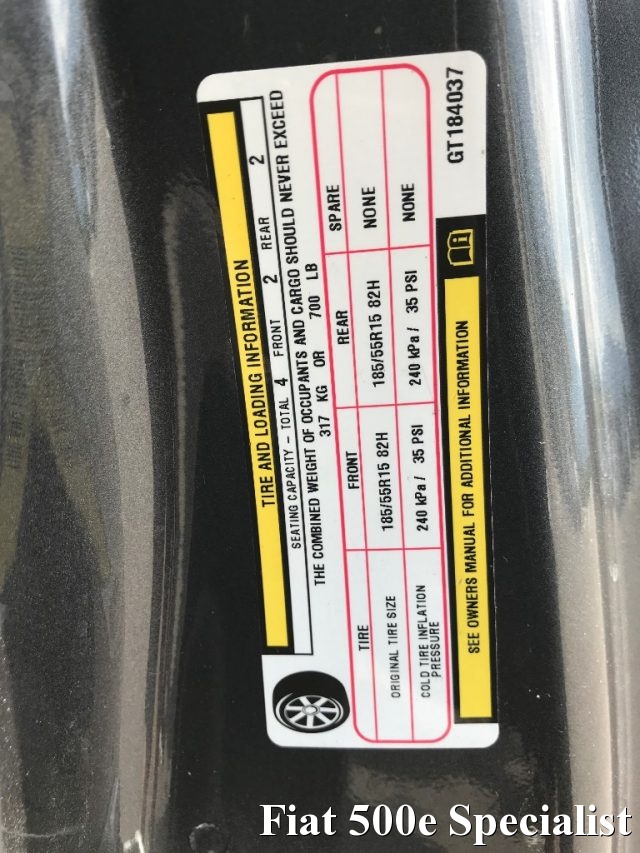 TIRE AND LOADING INFORMATION
SEATING CAPACITY - TOTAL 4 FRONT 2 REAR 2
THE COMBINED WEIGHT OF OCCUPANTS AND CARGO SHOULD NEVER EXCEED
317 KG OR 700 LB
TIRE FRONT REAR SPARE
ORIGINAL TIRE SIZE 185/55R15 82H 185/55R15 82H NONE
COLD TIRE INFLATION
PRESSURE 240 kPa / 35 PSI 240 kPa / 35 PSI NONE
SEE OWNERS MANUAL FOR ADDITIONAL INFORMATION
GT184037
Fiat 500e Specialist